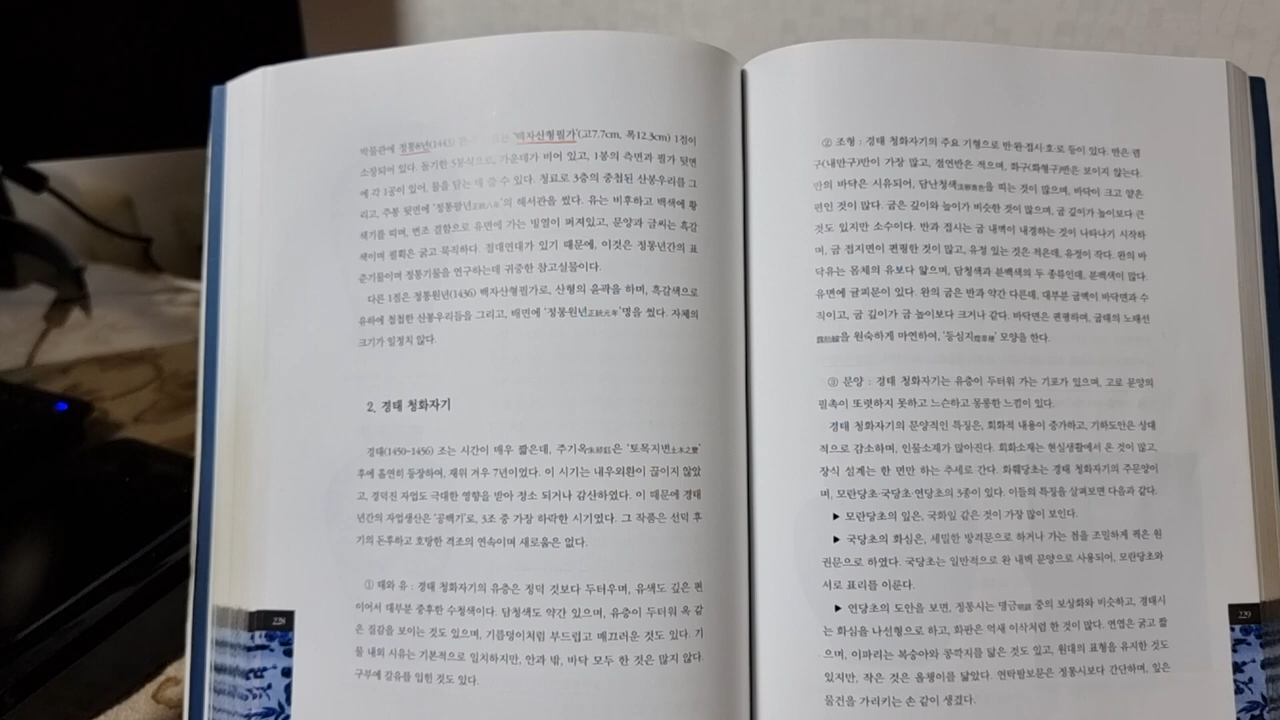 박물관에 정통8년(1443) '백자산형필가'(고7.7cm, 폭12.3cm) 1점이
소장되어 있다. 돌기한 5봉식으로, 가운데가 비어 있고, 1봉의 측면과 필가 뒷면
에 각 1공이 있어, 물을 담는 데 쓸 수 있다. 청료로 3층의 중첩된 산봉우리를 그
리고, 주봉 뒷면에 '정통팔년正統八年'의 해서관을 썼다. 유는 비후하고 백색에 황
색기를 띠며, 번조 결함으로 유면에 가는 빙열이 퍼져있고, 문양과 글씨는 흑갈
색이며 필획은 굵고 묵직하다. 절대연대가 있기 때문에, 이것은 정통년간의 표
준기물이며 정통기물을 연구하는데 귀중한 참고실물이다.
다른 1점은 정통원년(1436) 백자산형필가로, 산형의 윤곽을 하며, 흑갈색으로
유하에 첩첩한 산봉우리들을 그리고, 배면에 '정통원년正統元年'명을 썼다. 자체의
크기가 일정치 않다.
2. 경태 청화자기
경태(1450-1456) 조는 시간이 매우 짧은데, 주기옥朱祁鈺은 '토목지변土木之變'
후에 홀연히 등장하여, 재위 겨우 7년이었다. 이 시기는 내우외환이 끊이지 않았
고, 경덕진 자업도 극대한 영향을 받아 정소 되거나 감산하였다. 이 때문에 경태
년간의 자업생산은 '공백기'로, 3조 중 가장 하락한 시기였다. 그 작품은 선덕 후
기의 돈후하고 호방한 격조의 연속이며 새로움은 없다.
① 태와 유 : 경태 청화자기의 유층은 정덕 것보다 두터우며, 유색도 깊은 편
이어서 대부분 중후한 수청색이다. 담청색도 약간 있으며, 유층이 두터워 옥 같
은 질감을 보이는 것도 있으며, 기름덩이처럼 부드럽고 매끄러운 것도 있다. 기
물 내외 시유는 기본적으로 일치하지만, 안과 밖, 바닥 모두 한 것은 많지 않다.
구부에 갈유를 입힌 것도 있다.
228
② 조형 : 경태 청화자기의 주요 기형으로 반·완·접시·호·로 등이 있다. 반은 렴
구(내만구)반이 가장 많고, 절연반은 적으며, 화구(화형구)반은 보이지 않는다.
반의 바닥은 시유되어, 담난청색淡卵青色을 띠는 것이 많으며, 바닥이 크고 얕은
편인 것이 많다. 굽은 깊이와 높이가 비슷한 것이 많으며, 굽 깊이가 높이보다 큰
것도 있지만 소수이다. 반과 접시는 굽 내벽이 내경하는 것이 나타나기 시작하
며, 굽 접지면이 편평한 것이 많고, 유정 있는 것은 적은데, 유정이 작다. 완의 바
닥유는 몸체의 유보다 얇으며, 담청색과 분백색의 두 종류인데, 분백색이 많다.
유면에 귤피문이 있다. 완의 굽은 반과 약간 다른데, 대부분 굽벽이 바닥면과 수
직이고, 굽 깊이가 굽 높이보다 크거나 같다. 바닥면은 편평하며, 굽태의 노태선
露胎線을 원숙하게 마연하여, '등심지燈 모양을 한다.
③ 문양 : 경태 청화자기는 유층이 두터워 가는 기포가 있으며, 고로 문양의
필촉이 또렷하지 못하고 느슨하고 몽롱한 느낌이 있다.
경태 청화자기의 문양적인 특징은, 회화적 내용이 증가하고, 기하도안은 상대
적으로 감소하며, 인물소재가 많아진다. 회화소재는 현실생활에서 온 것이 많고,
장식 설계는 한 면만 하는 추세로 간다. 화훼당초는 경태 청화자기의 주문양이
며, 모란당초·국당초·연당초의 3종이 있다. 이들의 특징을 살펴보면 다음과 같다.
▶ 모란당초의 잎은, 국화잎 같은 것이 가장 많이 보인다.
▶ 국당초의 화심은, 세밀한 방격문으로 하거나 가는 점을 조밀하게 찍은 원
권문으로 하였다. 국당초는 일반적으로 완 내벽 문양으로 사용되어, 모란당초와
서로 표리를 이룬다.
▶ 연당초의 도안을 보면, 정통시는 명금 중의 보상화와 비슷하고, 경태시
는 화심을 나선형으로 하고, 화판은 억새 이삭처럼 한 것이 많다. 연엽은 굵고 짧
으며, 이파리는 복숭아와 콩깍지를 닮은 것도 있고, 원대의 표형을 유지한 것도
있지만, 작은 것은 올챙이를 닮았다. 연탁팔보문은 정통시보다 간단하며, 잎은
물건을 가리키는 손 같이 생겼다.
229